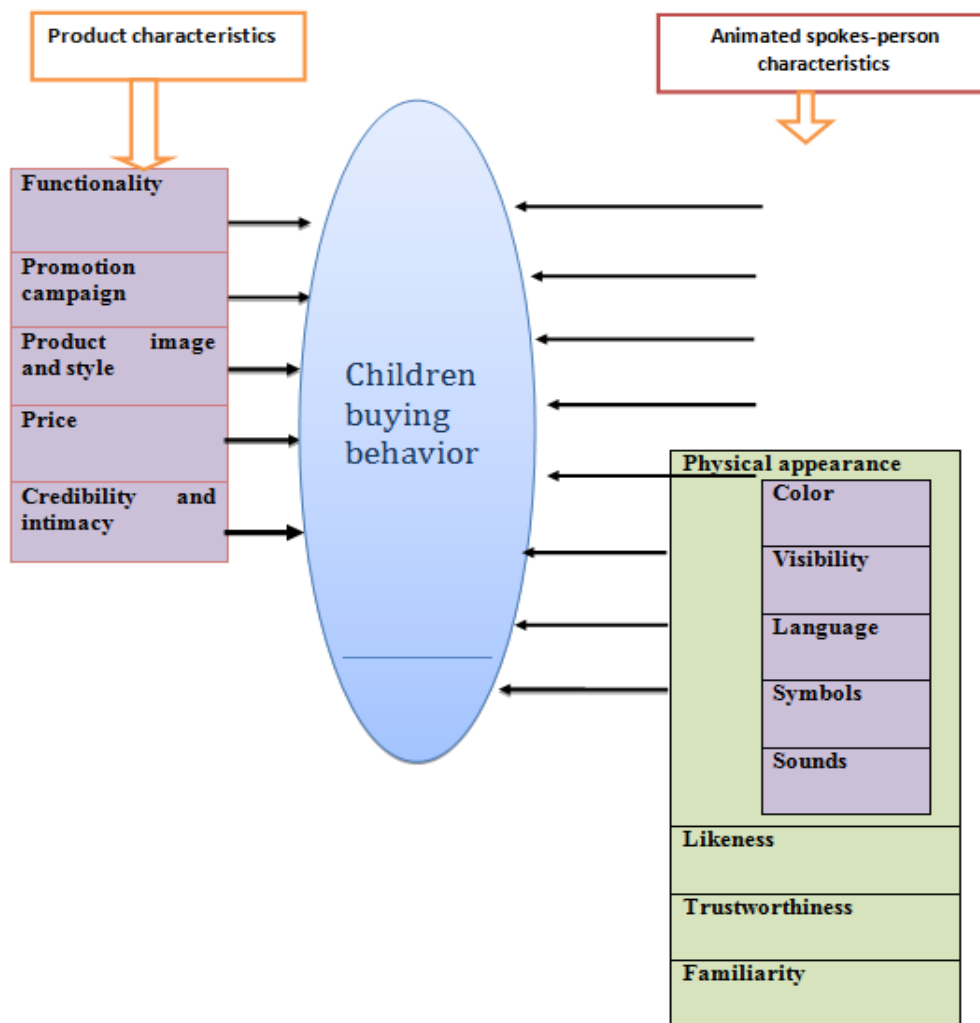 Product characteristics
Animated spokes-person
characteristics
Functionality
Promotion
campaign
Product image
and style
Price
Credibility and
intimacy
Children
buying
behavior
Physical appearance
Color
Visibility
Language
Symbols
Sounds
Likeness
Trustworthiness
Familiarity